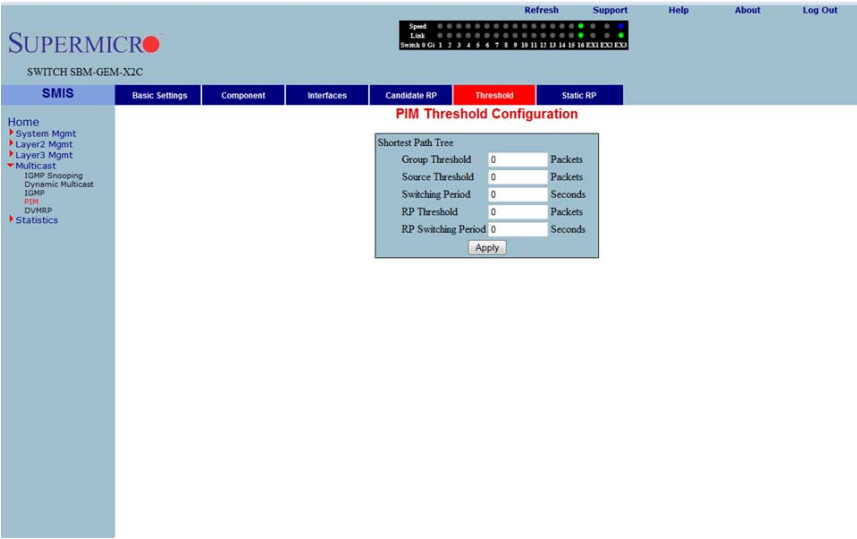 Refresh Support Help About Log Out
Speed
Link
Switch 0 Gi 1 2 3 4 5 6 7 8 9 10 11 12 13 14 15 16 EX1 EX2 EX3
SUPERMICRO
SWITCH SBM-GEM-X2C
SMIS
Basic Settings Component Interfaces Candidate RP Threshold Static RP
Home
System Mgmt
Layer2 Mgmt
Layer3 Mgmt
Multicast
IGMP Snooping
Dynamic Multicast
IGMP
PIM
DVMRP
Statistics
PIM Threshold Configuration
Shortest Path Tree
Group Threshold 0 Packets
Source Threshold 0 Packets
Switching Period 0 Seconds
RP Threshold 0 Packets
RP Switching Period 0 Seconds
Apply